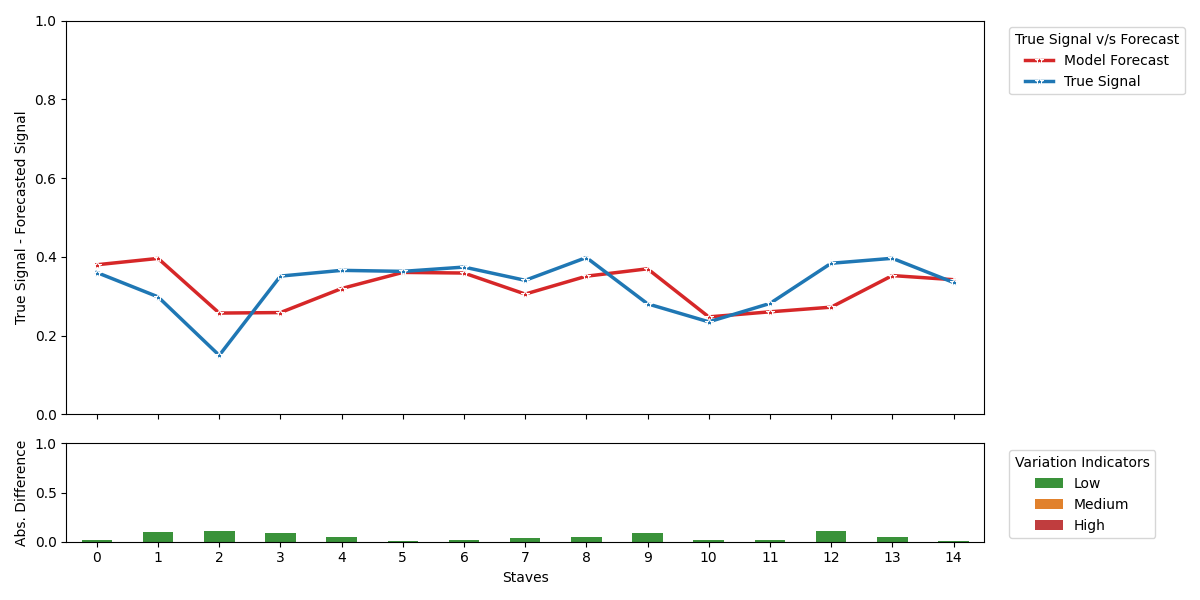 True Signal - Forecasted Signal
1.0
0.8
0.6
0.4
0.2
0.0
True Signal v/s Forecast
Model Forecast
True Signal
Abs. Difference
1.0
0.5
0.0
0 1 2 3 4 5 6 7 8 9 10 11 12 13 14
Staves
Variation Indicators
Low
Medium
High